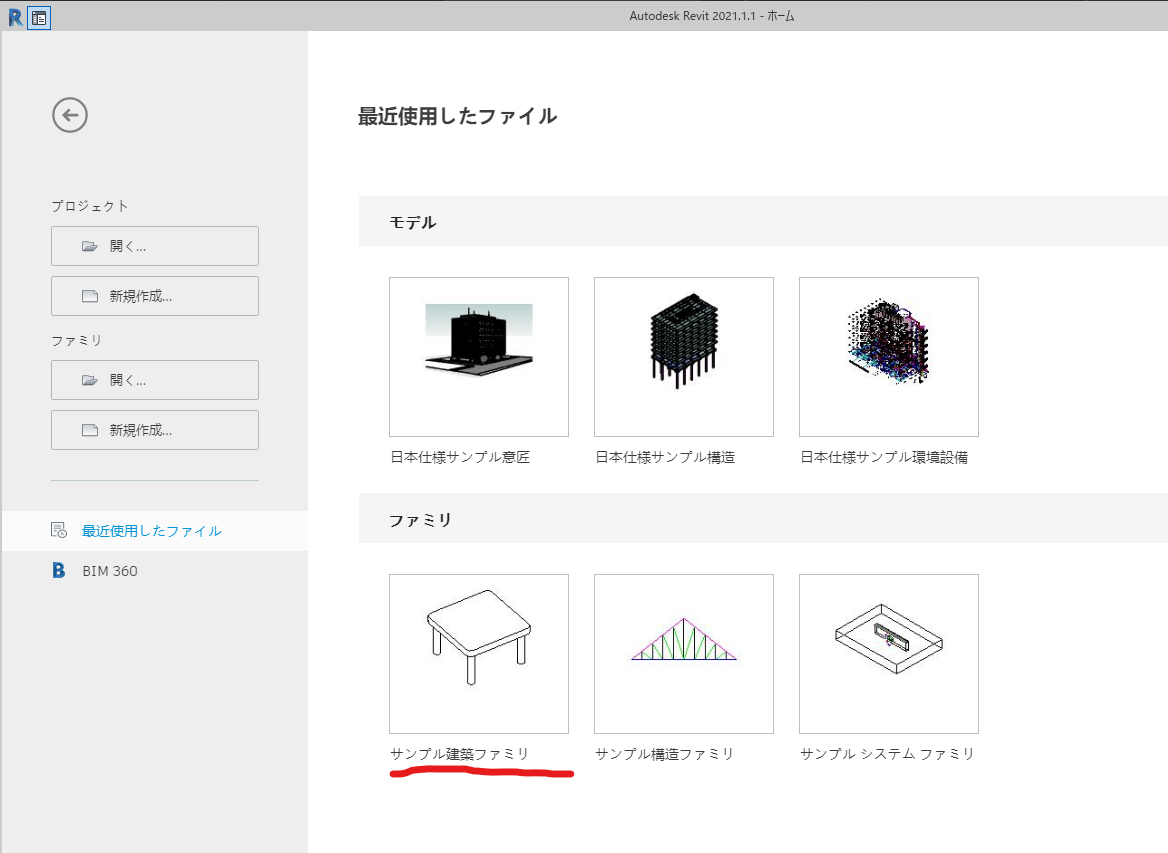 Autodesk Revit 2021.1.1 - ホーム
最近使用したファイル
プロジェクト
開く...
新規作成...
ファミリ
開く...
新規作成...
最近使用したファイル
BIM 360
モデル
日本仕様サンプル意匠
日本仕様サンプル構造
日本仕様サンプル環境設備
ファミリ
サンプル建築ファミリ
サンプル構造ファミリ
サンプル システム ファミリ